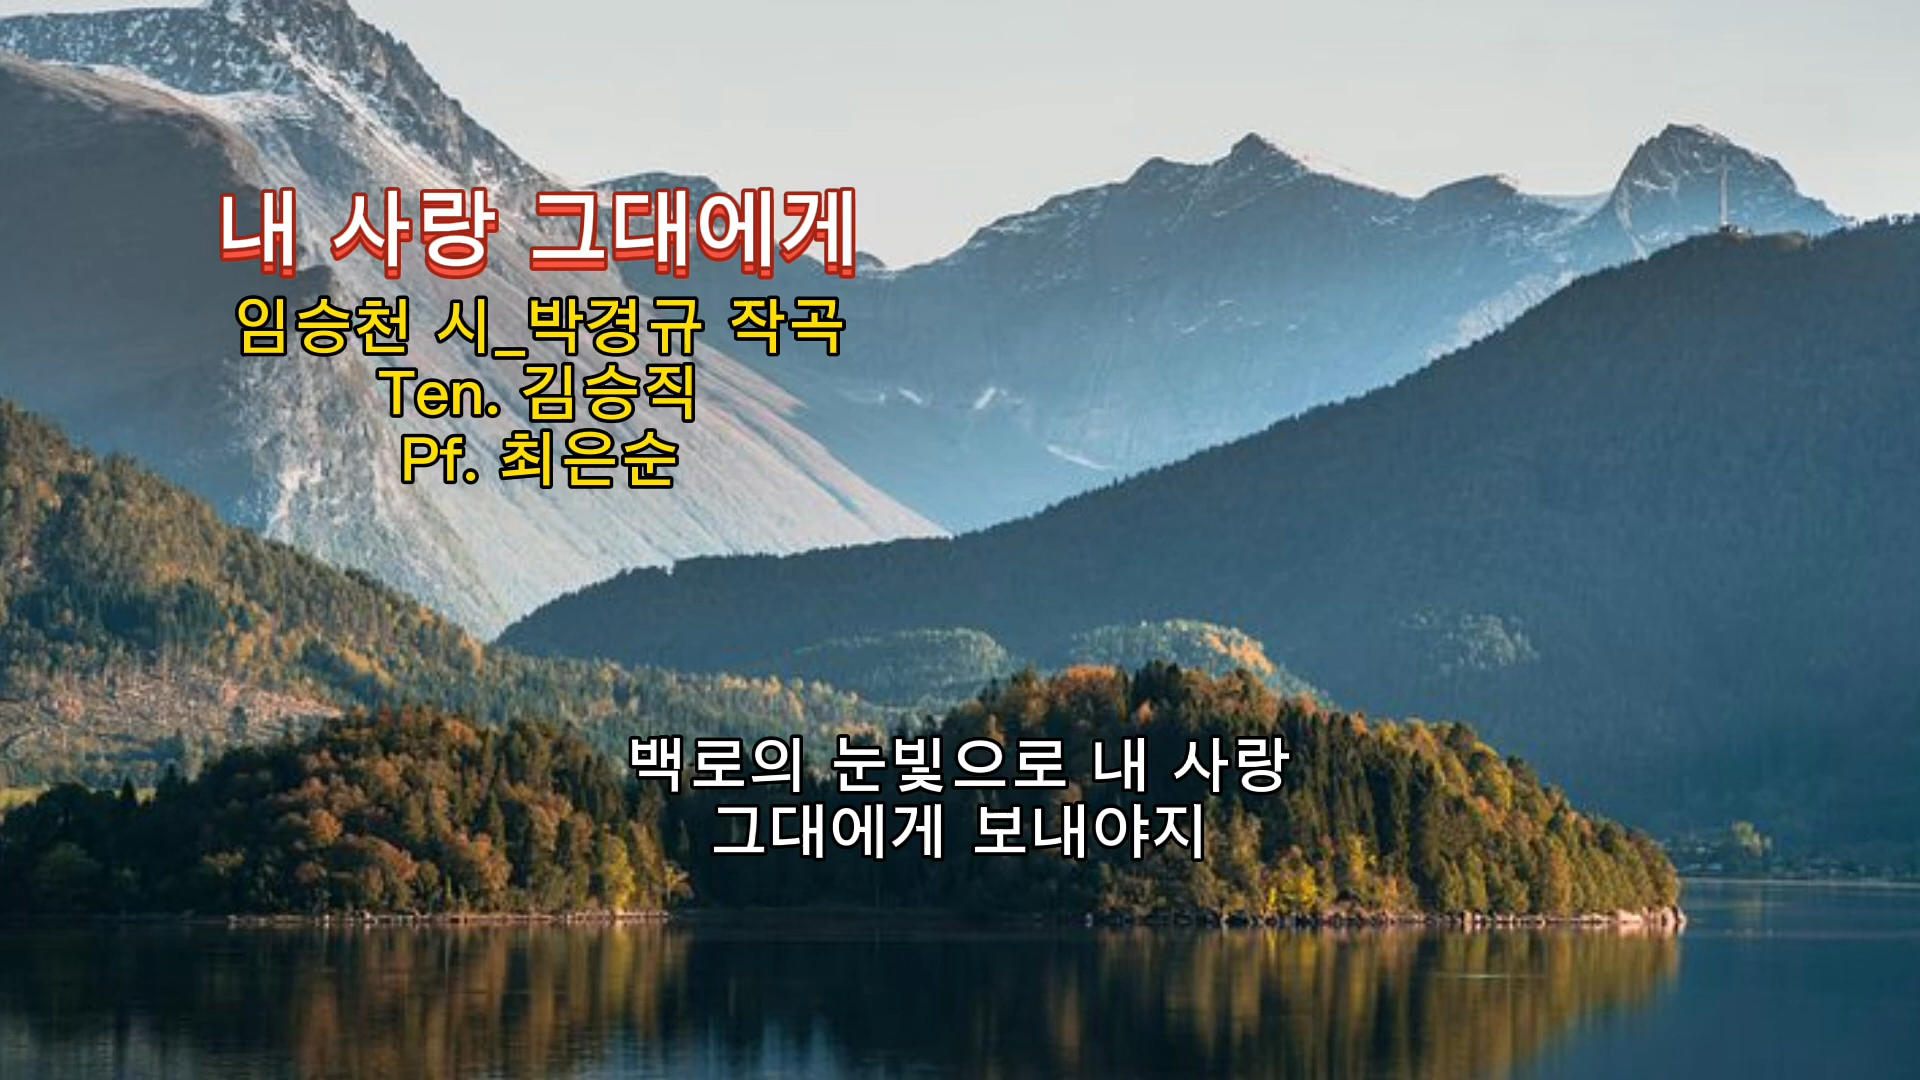 내 사랑 그대에게
임승천 시_박경규 작곡
Ten. 김승직
Pf. 최은순
백로의 눈빛으로 내 사랑
그대에게 보내야지